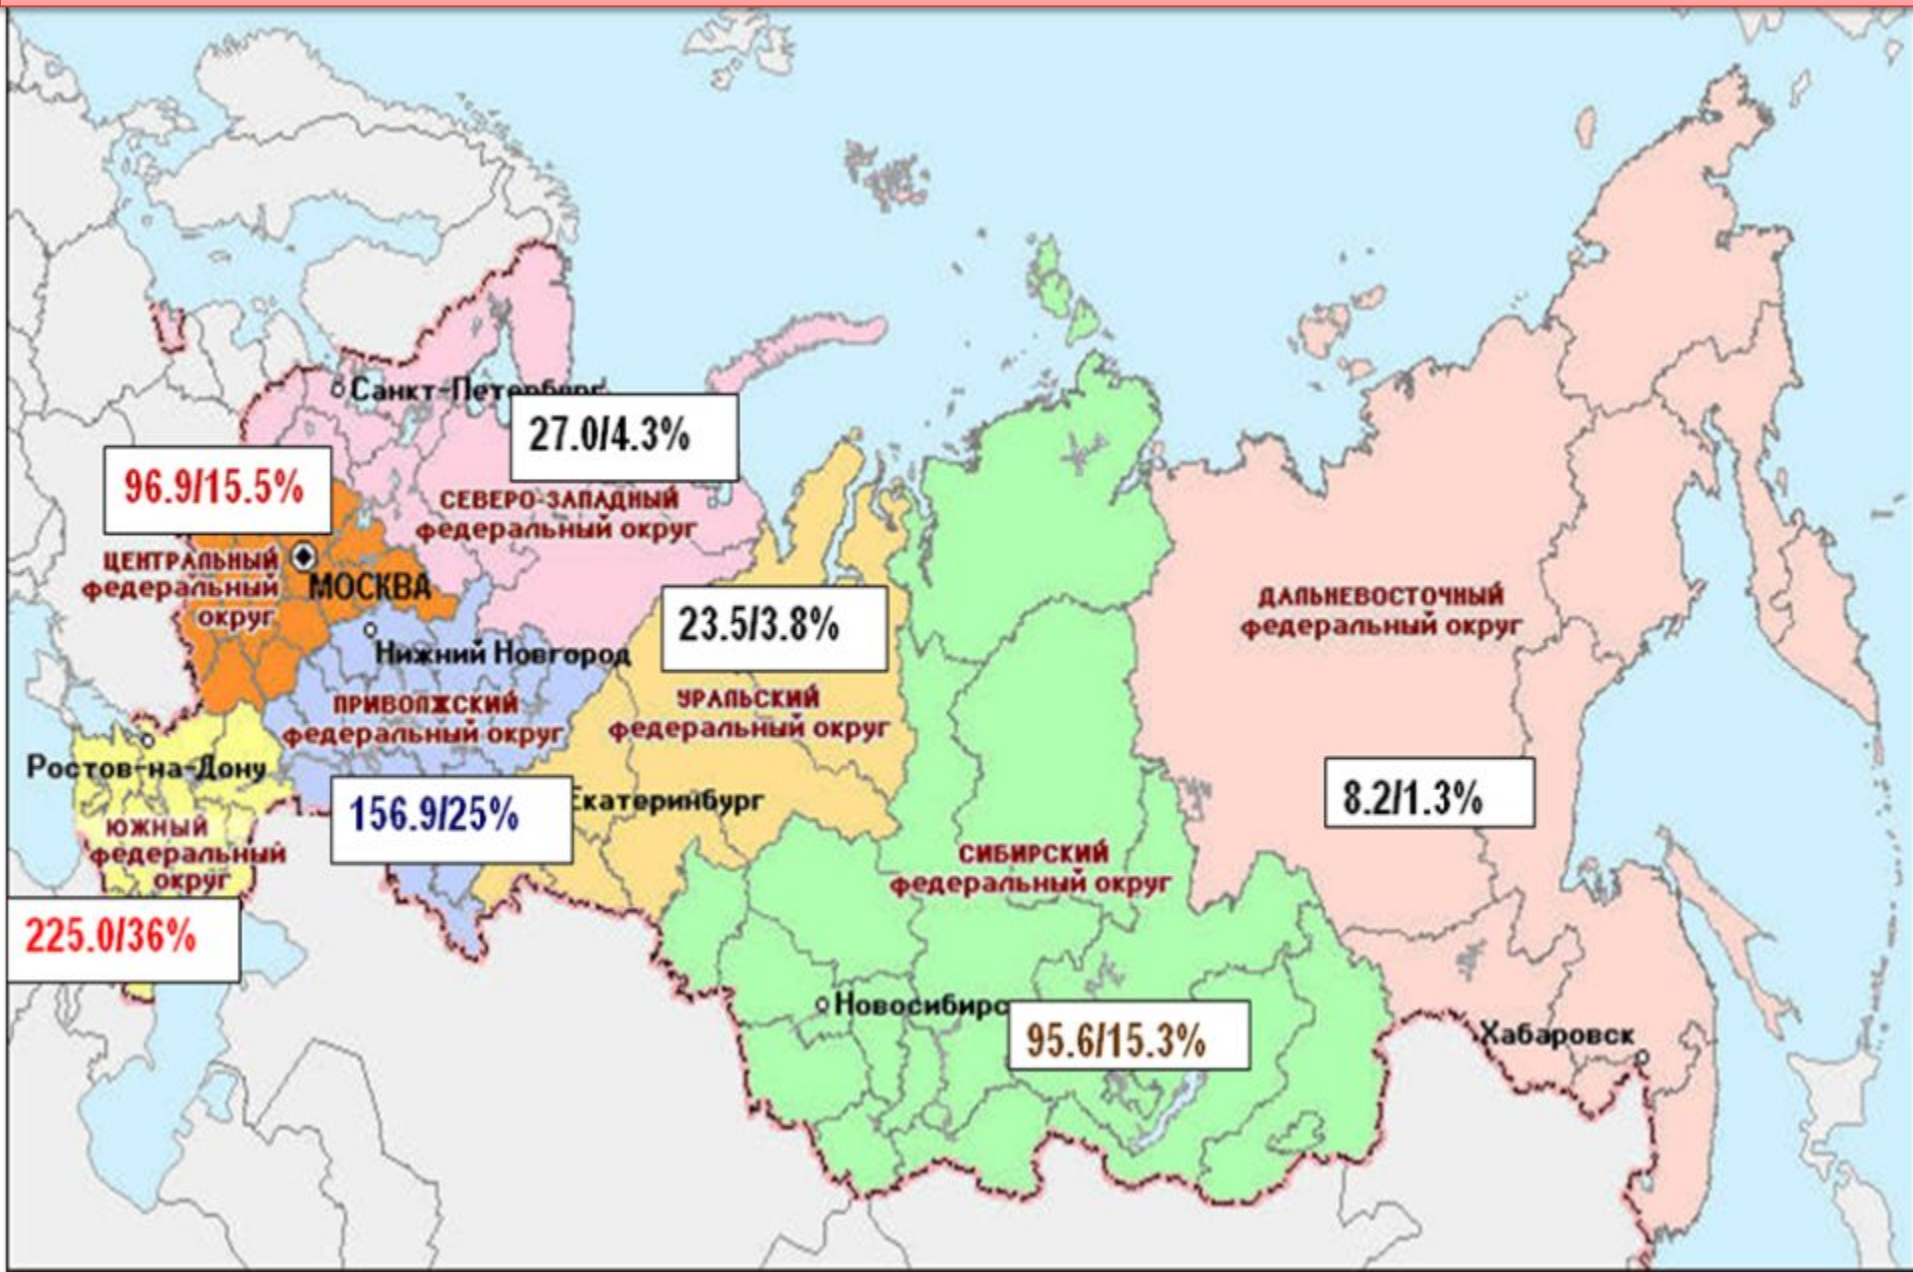 Санкт-Петербург
27.0/4.3%
96.9/15.5%
СЕВЕРО-ЗАПАДНЫЙ
федеральный округ
ЦЕНТРАЛЬНЫЙ
федеральный
округ
МОСКВА
23.5/3.8%
ДАЛЬНЕВОСТОЧНЫЙ
федеральный округ
Нижний Новгород
ПРИВОЛЖСКИЙ
федеральный округ
УРАЛЬСКИЙ
федеральный округ
Ростов-на-Дону
156.9/25%
Екатеринбург
8.2/1.3%
ЮЖНЫЙ
федеральный
округ
СИБИРСКИЙ
федеральный округ
225.0/36%
Новосибирс
95.6/15.3%
Хабаровск